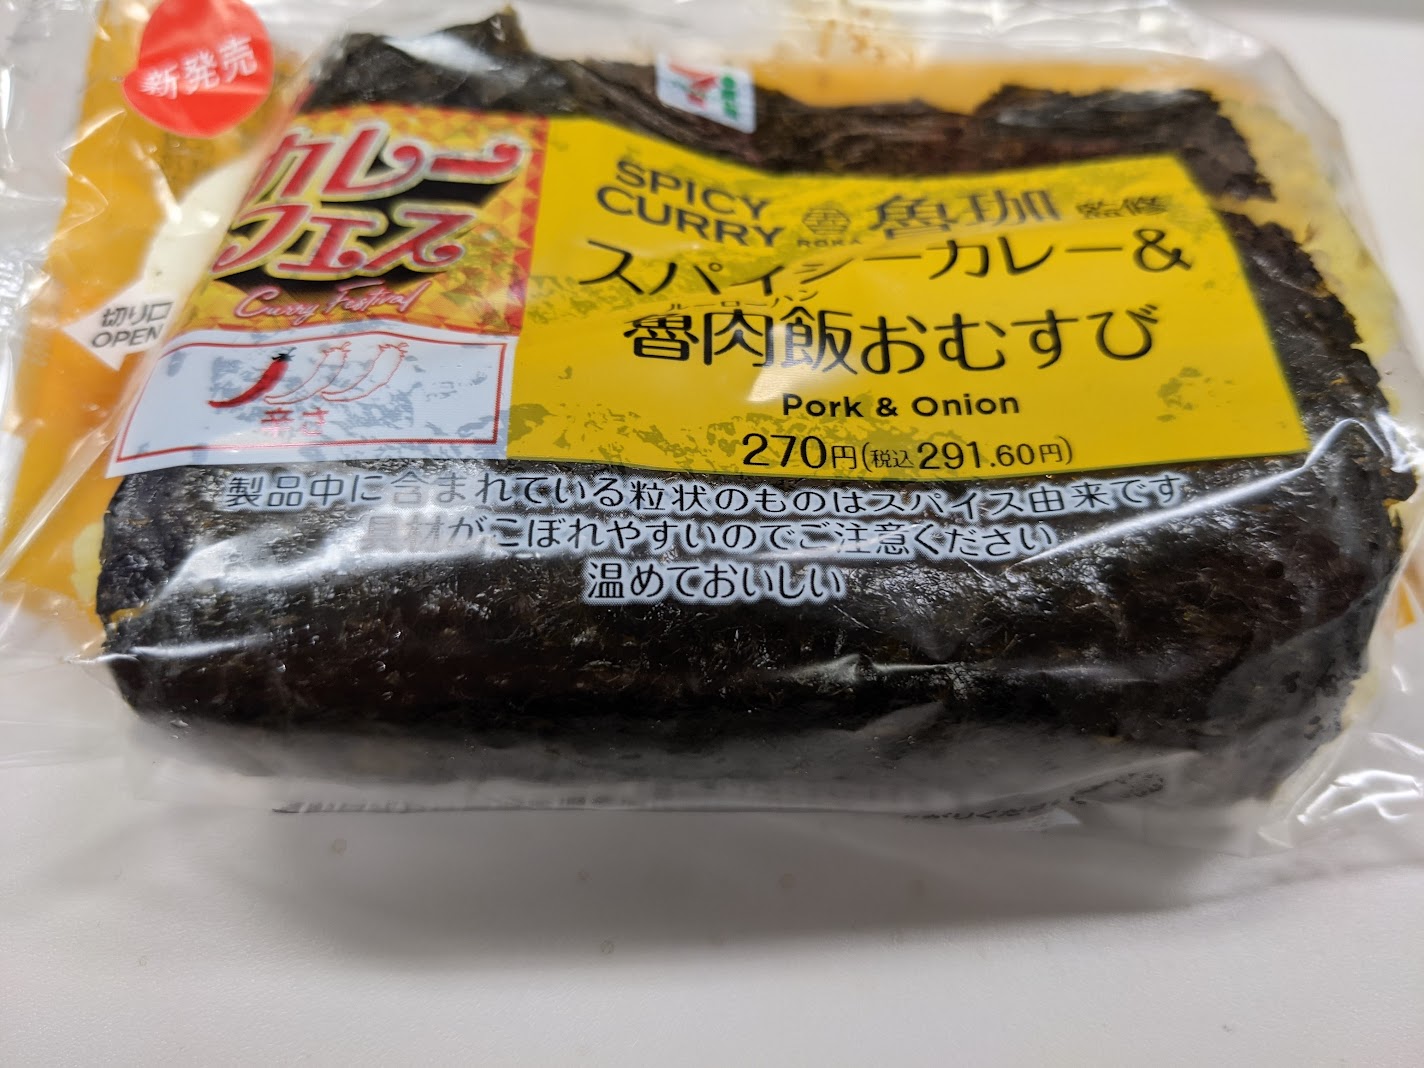 新発売
カレー
フェス
Curry Festival
切り口
OPEN
辛さ
SPICY
CURRY
ROKA
魯珈 監修
スパイシーカレー&
ルーローハン
魯肉飯おむすび
Pork & Onion
270円(税込291.60円)
製品中に含まれている粒状のものはスパイス由来です
具材がこぼれやすいのでご注意ください
温めておいしい